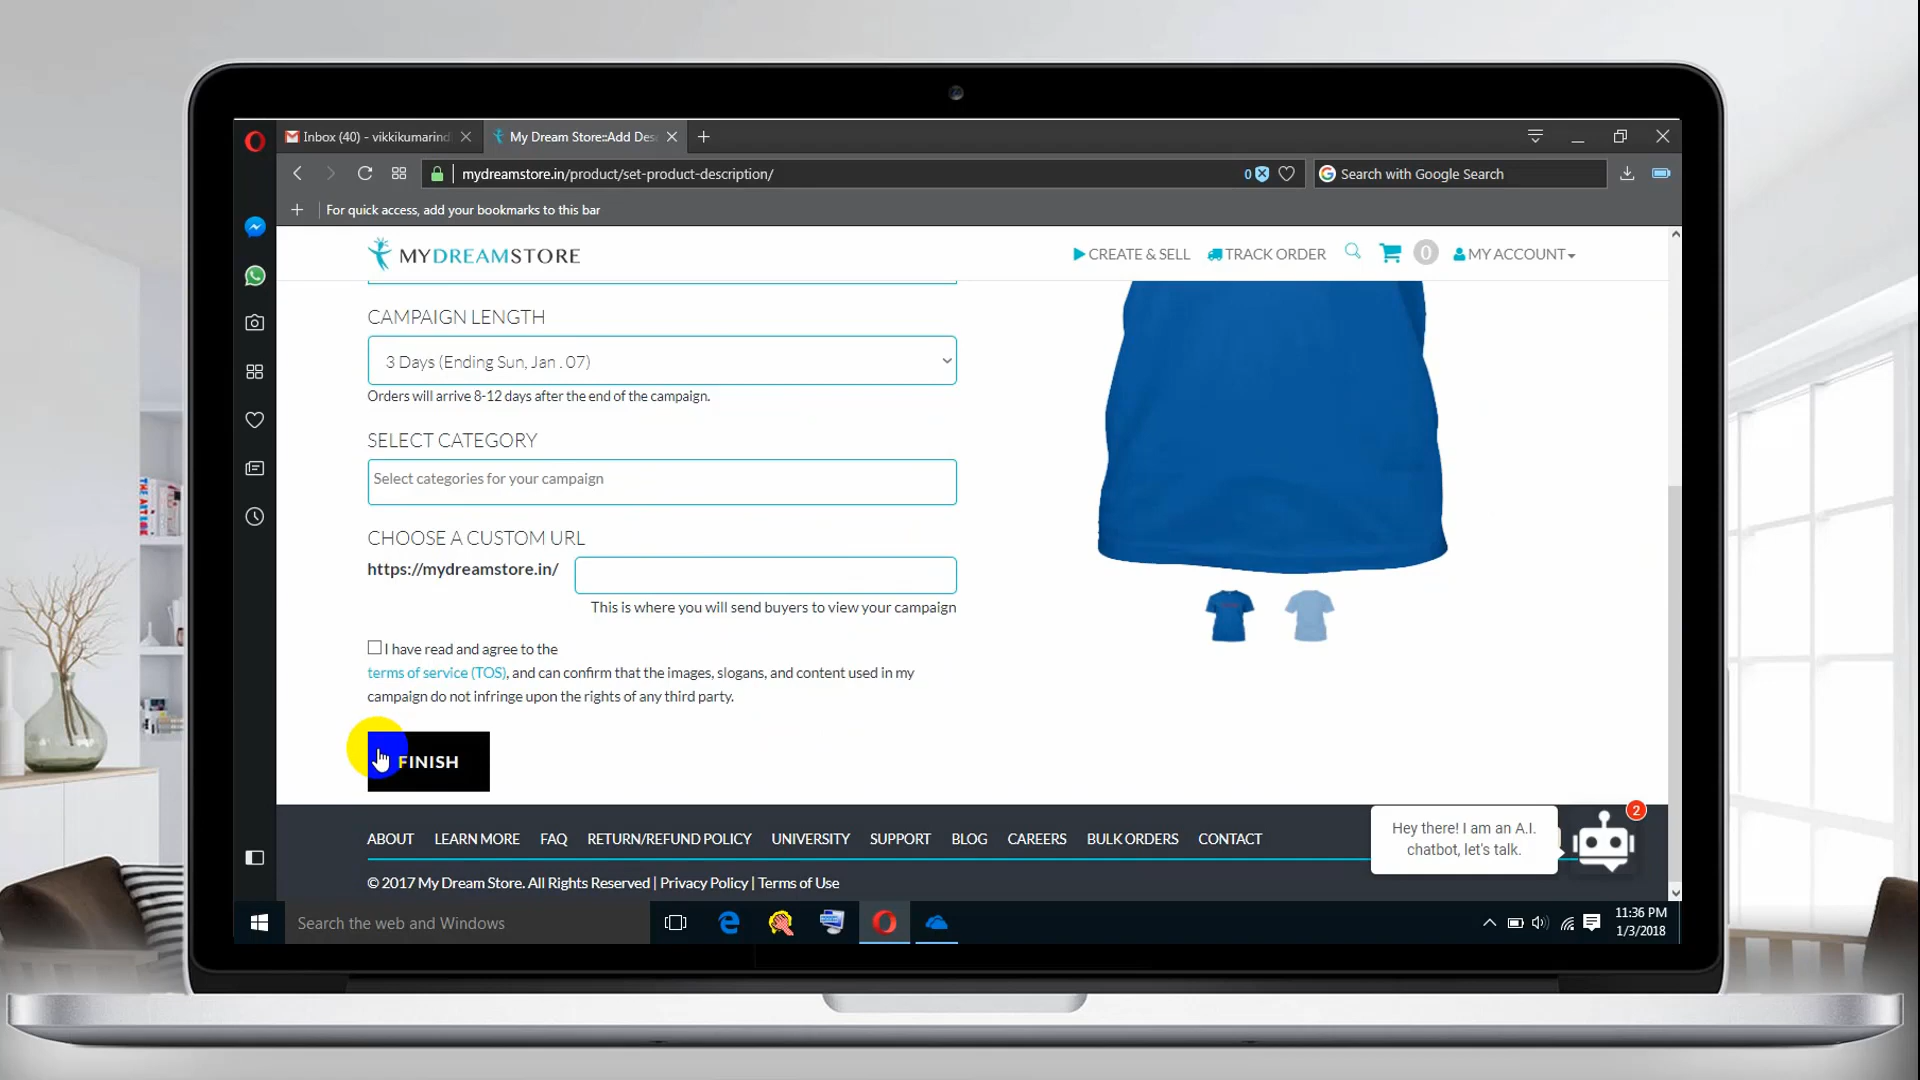 Inbox (40) - vikkikumarind
My Dream Store::Add Des
mydreamstore.in/product/set-product-description/
0
Search with Google Search
For quick access, add your bookmarks to this bar
MYDREAMSTORE
CREATE & SELL
TRACK ORDER
0
MY ACCOUNT
CAMPAIGN LENGTH
3 Days (Ending Sun, Jan . 07)
Orders will arrive 8-12 days after the end of the campaign.
SELECT CATEGORY
Select categories for your campaign
CHOOSE A CUSTOM URL
https://mydreamstore.in/
This is where you will send buyers to view your campaign
I have read and agree to the
terms of service (TOS), and can confirm that the images, slogans, and content used in my
campaign do not infringe upon the rights of any third party.
FINISH
2
Hey there! I am an A.I.
chatbot, let's talk.
ABOUT LEARN MORE FAQ RETURN/REFUND POLICY UNIVERSITY SUPPORT BLOG CAREERS BULK ORDERS CONTACT
© 2017 My Dream Store. All Rights Reserved | Privacy Policy | Terms of Use
Search the web and Windows
11:36 PM
1/3/2018